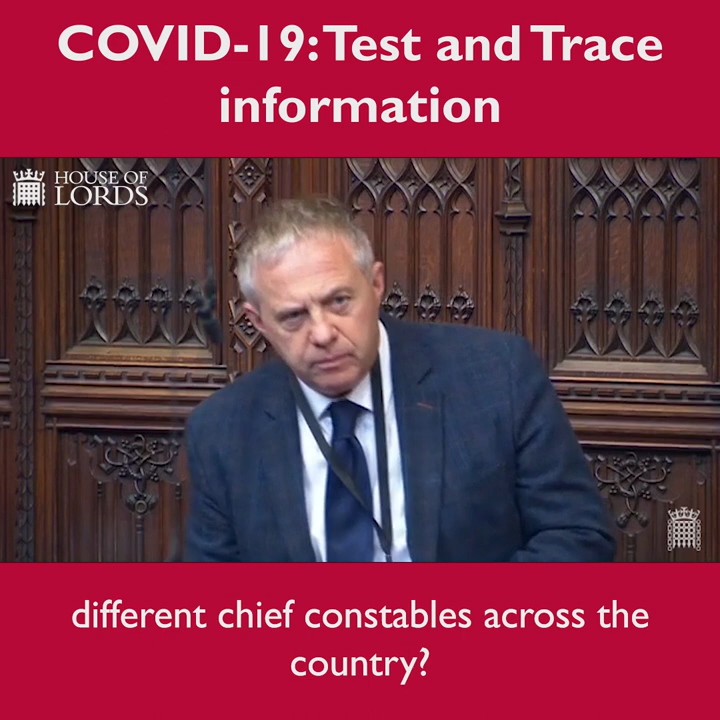 COVID-19: Test and Trace
information
HOUSE OF
LORDS
different chief constables across the
country?